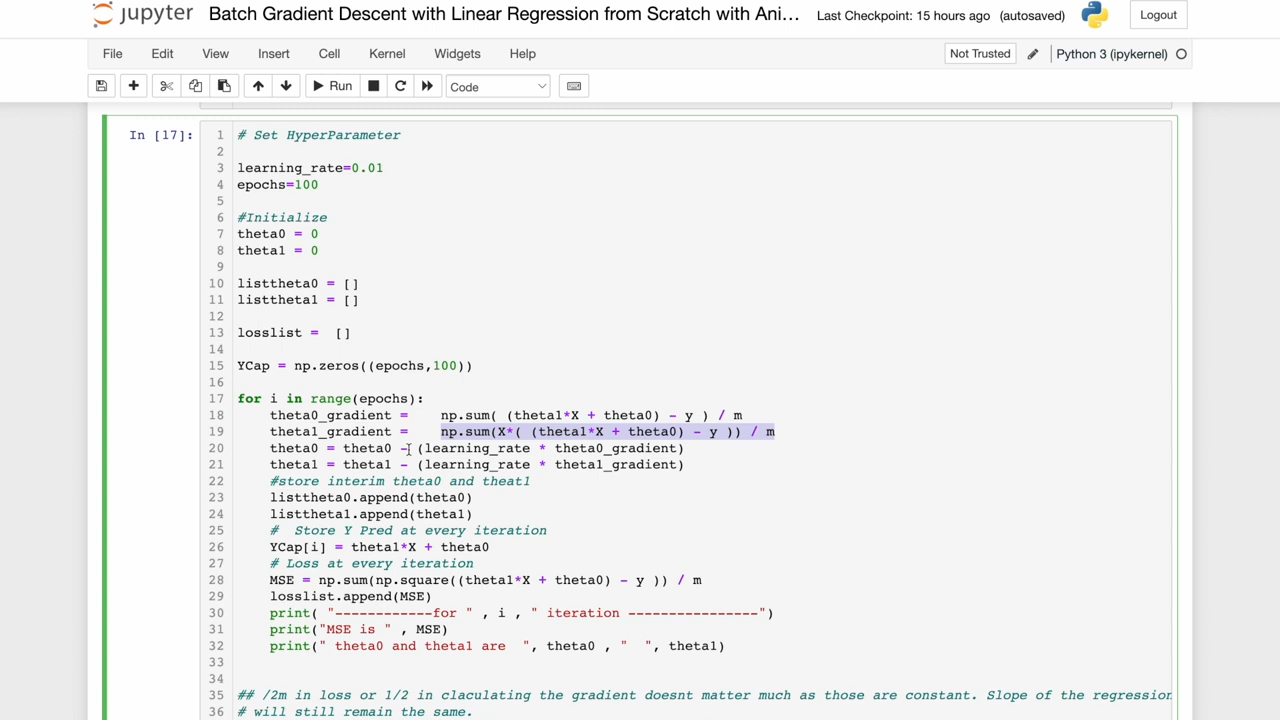 jupyter Batch Gradient Descent with Linear Regression from Scratch with Ani... Last Checkpoint: 15 hours ago (autosaved) Logout
File Edit View Insert Cell Kernel Widgets Help Not Trusted Python 3 (ipykernel)
Run Code
In [17]:
1 # Set HyperParameter
2
3 learning_rate=0.01
4 epochs=100
5
6 #Initialize
7 theta0 = 0
8 theta1 = 0
9
10 listtheta0 = []
11 listtheta1 = []
12
13 losslist =  []
14
15 YCap = np.zeros((epochs,100))
16
17 for i in range(epochs):
18     theta0_gradient =    np.sum( (theta1*X + theta0) - y ) / m
19     theta1_gradient =    np.sum(X*( (theta1*X + theta0) - y )) / m
20     theta0 = theta0 - (learning_rate * theta0_gradient)
21     theta1 = theta1 - (learning_rate * theta1_gradient)
22     #store interim theta0 and theat1
23     listtheta0.append(theta0)
24     listtheta1.append(theta1)
25     #  Store Y Pred at every iteration
26     YCap[i] = theta1*X + theta0
27     # Loss at every iteration
28     MSE = np.sum(np.square((theta1*X + theta0) - y )) / m
29     losslist.append(MSE)
30     print( "------------for " , i , " iteration ----------------")
31     print("MSE is " , MSE)
32     print(" theta0 and theta1 are  ", theta0 , "  ", theta1)
33
34
35 ## /2m in loss or 1/2 in claculating the gradient doesnt matter much as those are constant. Slope of the regression
36 # will still remain the same.